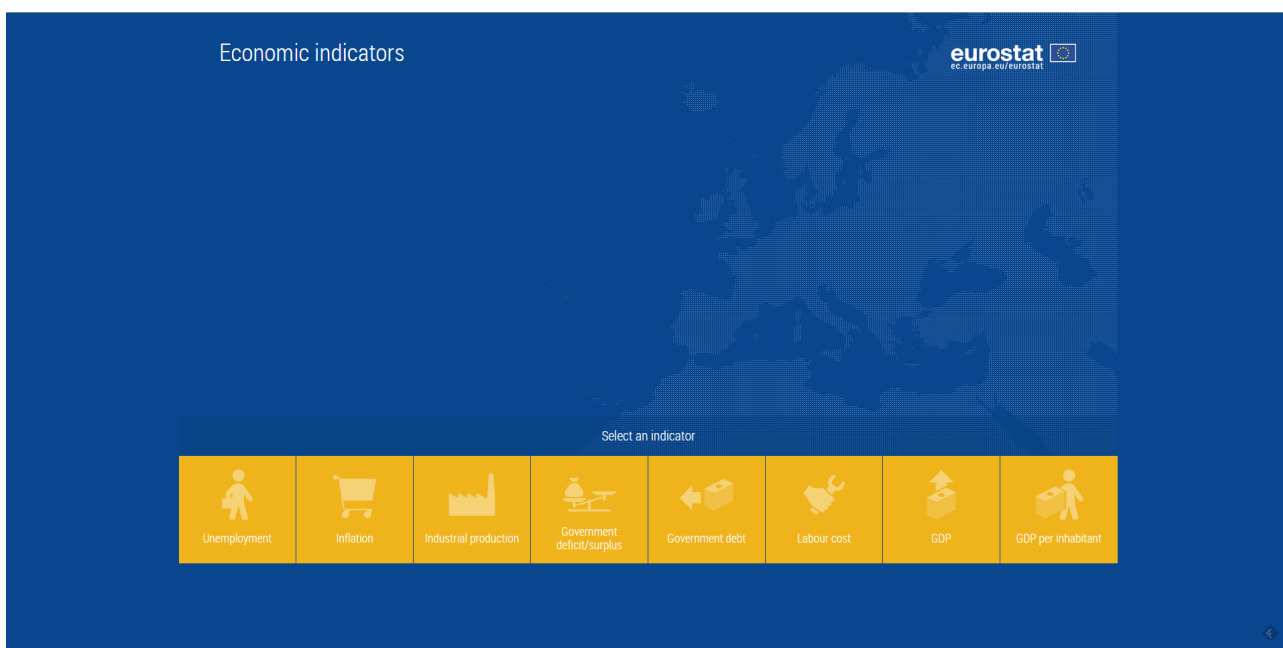 Economic indicators
eurostat
ec.europa.eu/eurostat
Select an indicator
Unemployment
Inflation
Industrial production
Government
deficit/surplus
Government debt
Labour cost
GDP
GDP per inhabitant